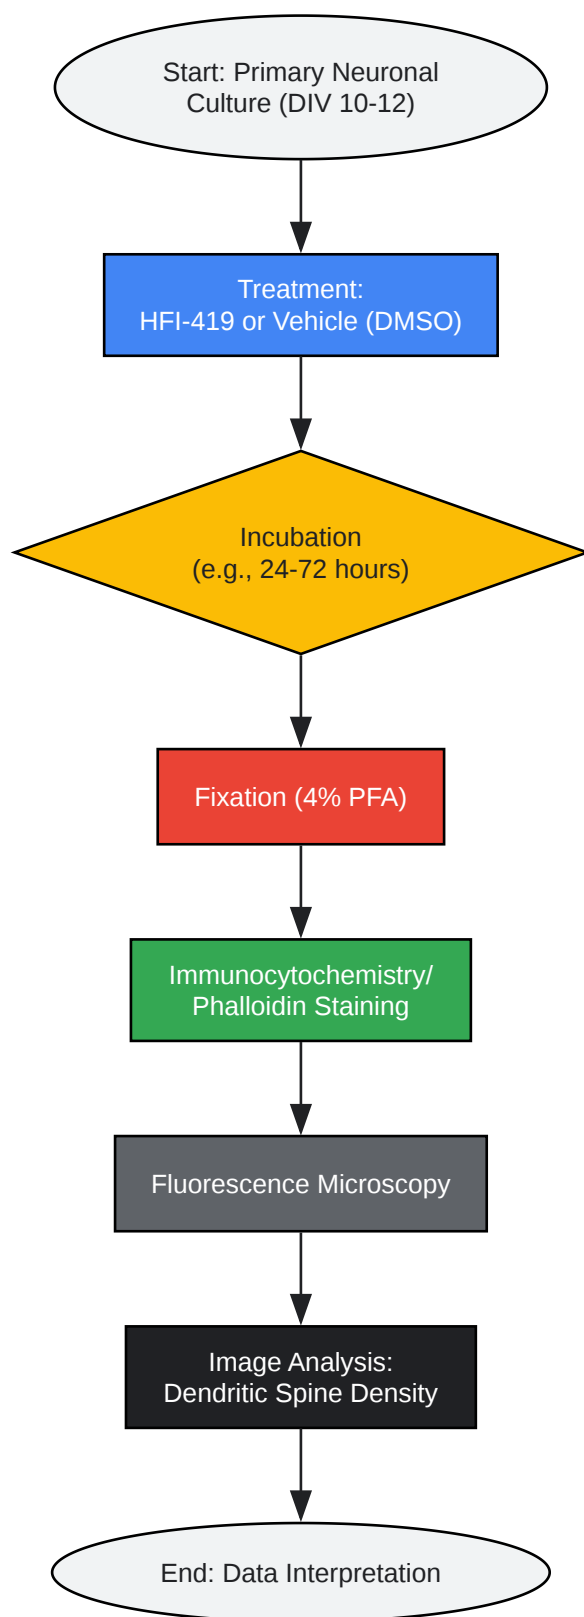 Start: Primary Neuronal
Culture (DIV 10-12)
Treatment:
HFI-419 or Vehicle (DMSO)
Incubation
(e.g., 24-72 hours)
Fixation (4% PFA)
Immunocytochemistry/
Phalloidin Staining
Fluorescence Microscopy
Image Analysis:
Dendritic Spine Density
End: Data Interpretation